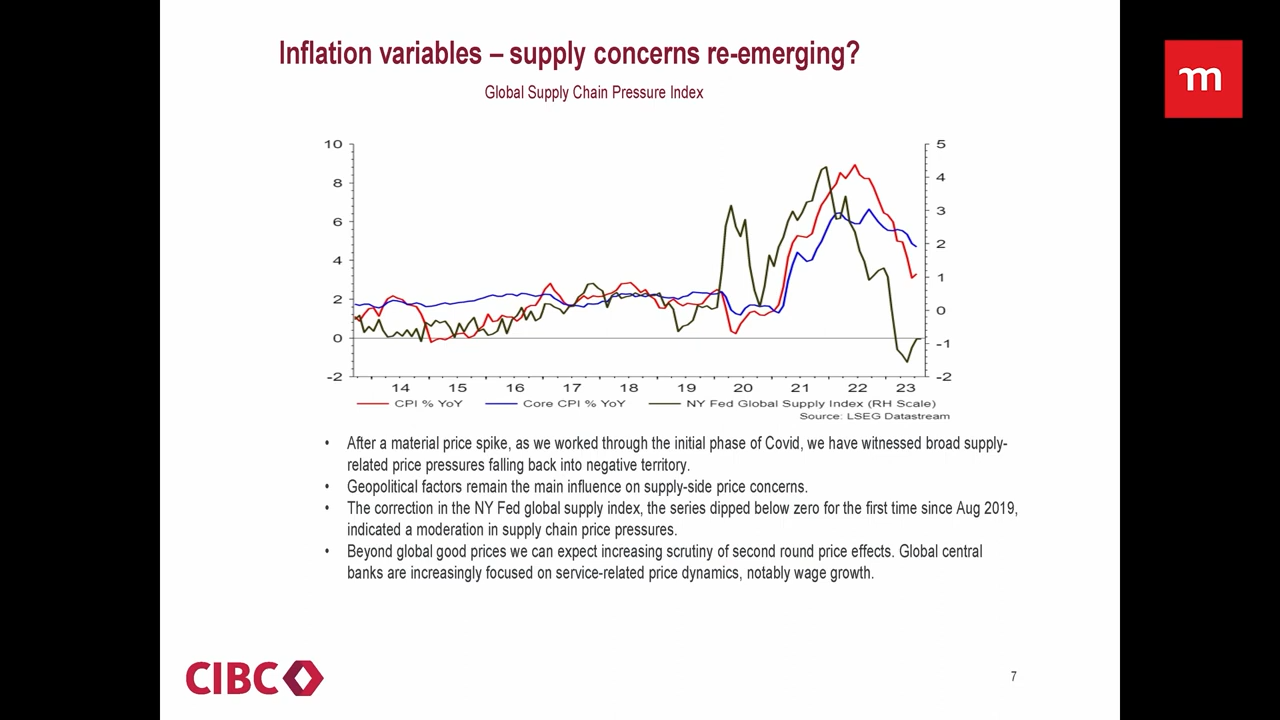 Inflation variables – supply concerns re-emerging?
m
Global Supply Chain Pressure Index
10
8
6
4
2
0
-2
5
4
3
2
1
0
-1
-2
14 15 16 17 18 19 20 21 22 23
CPI % YoY Core CPI % YoY NY Fed Global Supply Index (RH Scale)
Source: LSEG Datastream
• After a material price spike, as we worked through the initial phase of Covid, we have witnessed broad supply-
related price pressures falling back into negative territory.
• Geopolitical factors remain the main influence on supply-side price concerns.
• The correction in the NY Fed global supply index, the series dipped below zero for the first time since Aug 2019,
indicated a moderation in supply chain price pressures.
• Beyond global good prices we can expect increasing scrutiny of second round price effects. Global central
banks are increasingly focused on service-related price dynamics, notably wage growth.
CIBC
7